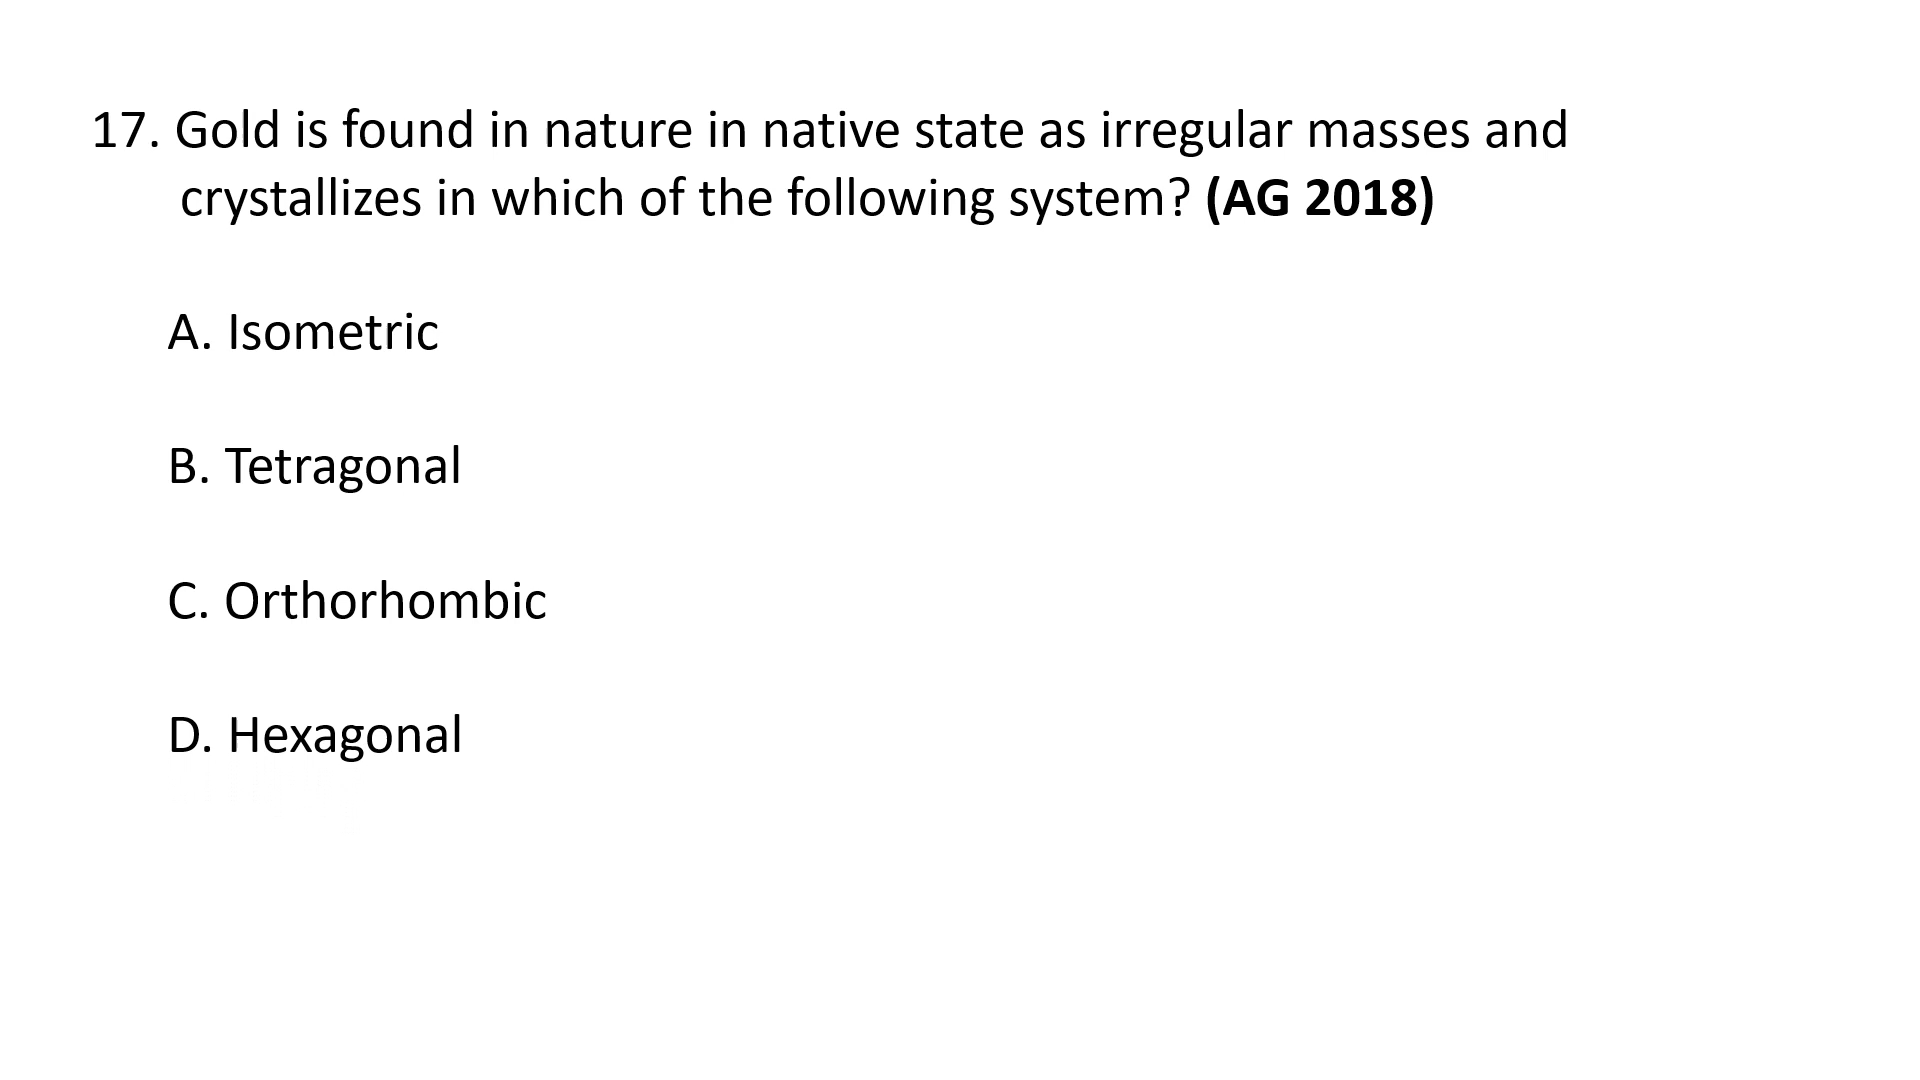 17. Gold is found in nature in native state as irregular masses and
crystallizes in which of the following system? (AG 2018)
A. Isometric
B. Tetragonal
C. Orthorhombic
D. Hexagonal